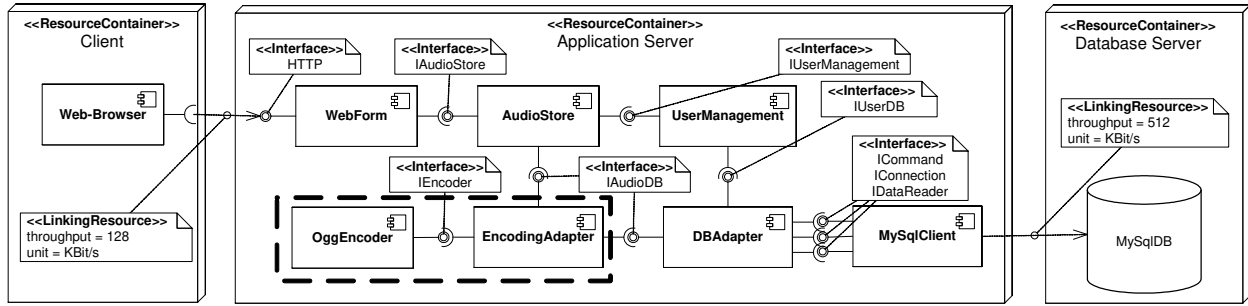 <<ResourceContainer>>
Client
<<ResourceContainer>>
Application Server
<<ResourceContainer>>
Database Server
<<Interface>>
HTTP
<<Interface>>
IAudioStore
<<Interface>>
IUserManagement
<<Interface>>
IUserDB
Web-Browser
WebForm
AudioStore
UserManagement
<<LinkingResource>>
throughput = 512
unit = KBit/s
<<Interface>>
ICommand
IConnection
IDataReader
<<Interface>>
IEncoder
<<Interface>>
IAudioDB
<<LinkingResource>>
throughput = 128
unit = KBit/s
OggEncoder
EncodingAdapter
DBAdapter
MySqlClient
MySqlDB